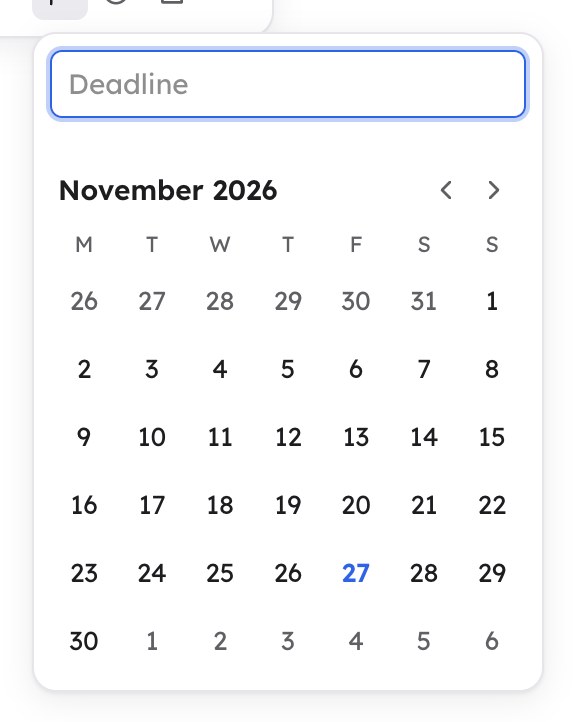 Deadline
November 2026
M T W T F S S
26 27 28 29 30 31 1
2 3 4 5 6 7 8
9 10 11 12 13 14 15
16 17 18 19 20 21 22
23 24 25 26 27 28 29
30 1 2 3 4 5 6